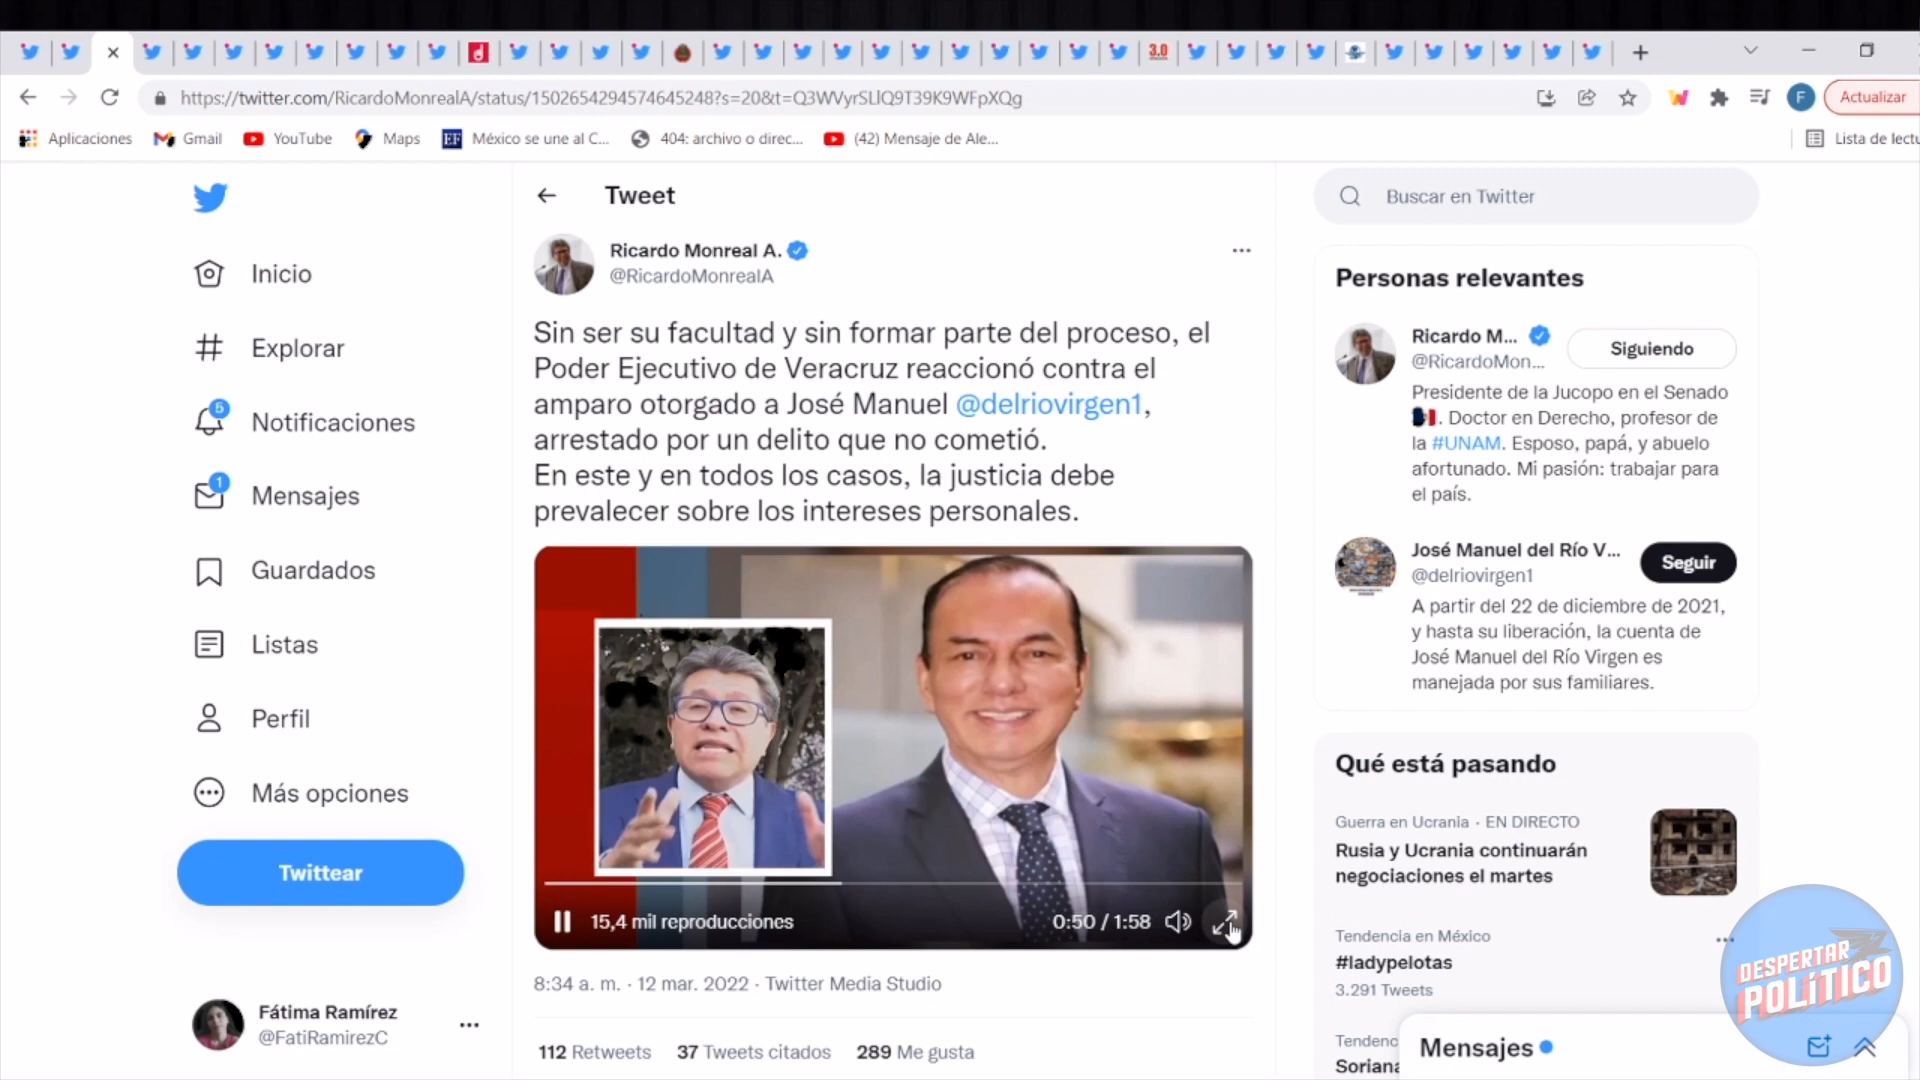 3.0
https://twitter.com/RicardoMonrealA/status/1502654294574645248?s=20&t=Q3WVyrSLlQ9T39K9WFpXQg
F
Actualizar
Aplicaciones
Gmail
YouTube
Maps
EF México se une al C...
404: archivo o direc...
(42) Mensaje de Ale...
Lista de lectu
Inicio
Explorar
5
Notificaciones
1
Mensajes
Guardados
Listas
Perfil
Más opciones
Twittear
Fátima Ramírez
@FatiRamirezC
Tweet
Ricardo Monreal A.
@RicardoMonrealA
Sin ser su facultad y sin formar parte del proceso, el
Poder Ejecutivo de Veracruz reaccionó contra el
amparo otorgado a José Manuel @delriovirgen1,
arrestado por un delito que no cometió.
En este y en todos los casos, la justicia debe
prevalecer sobre los intereses personales.
15,4 mil reproducciones
0:50 / 1:58
8:34 a. m. · 12 mar. 2022 · Twitter Media Studio
112 Retweets 37 Tweets citados 289 Me gusta
Buscar en Twitter
Personas relevantes
Ricardo M...
@RicardoMon...
Siguiendo
Presidente de la Jucopo en el Senado
. Doctor en Derecho, profesor de
la #UNAM. Esposo, papá, y abuelo
afortunado. Mi pasión: trabajar para
el país.
José Manuel del Río V...
@delriovirgen1
Seguir
A partir del 22 de diciembre de 2021,
y hasta su liberación, la cuenta de
José Manuel del Río Virgen es
manejada por sus familiares.
Qué está pasando
Guerra en Ucrania · EN DIRECTO
Rusia y Ucrania continuarán
negociaciones el martes
Tendencia en México
#ladypelotas
3.291 Tweets
Tendenc
Soriana
Mensajes
DESPERTAR
POLÍTICO